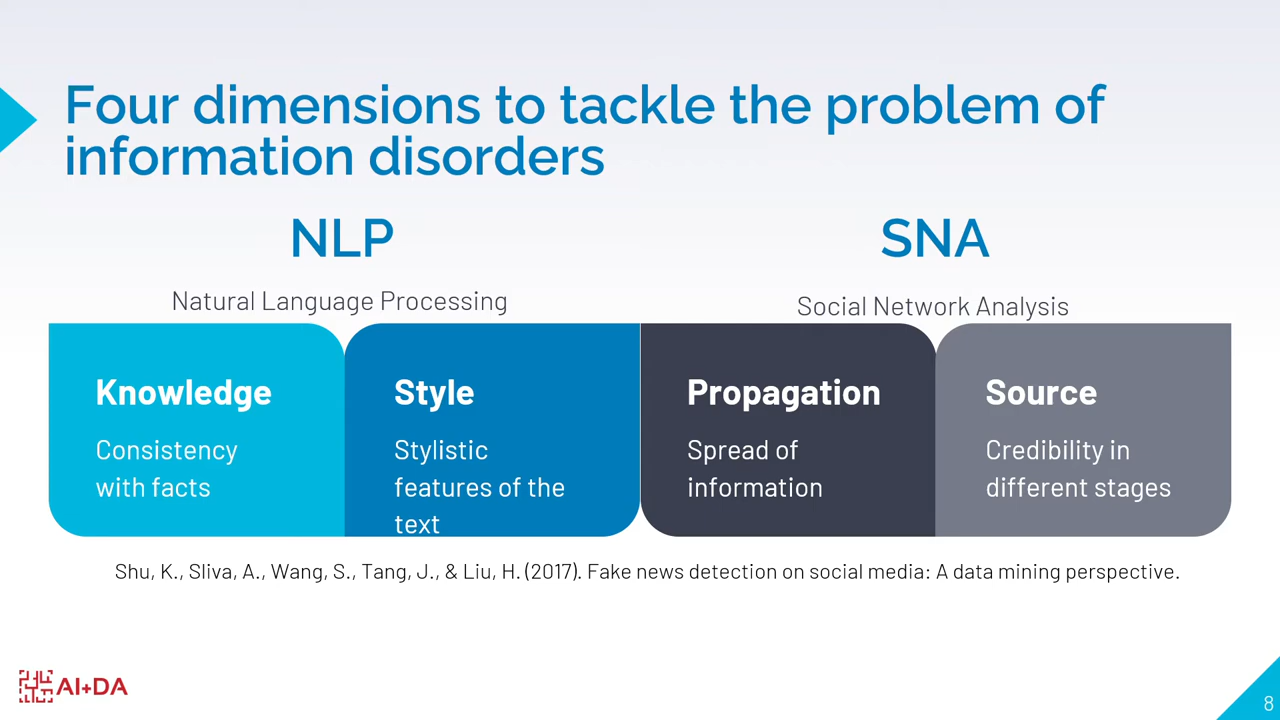 Four dimensions to tackle the problem of
information disorders
NLP
Natural Language Processing
SNA
Social Network Analysis
Knowledge
Consistency
with facts
Style
Stylistic
features of the
text
Propagation
Spread of
information
Source
Credibility in
different stages
Shu, K., Sliva, A., Wang, S., Tang, J., & Liu, H. (2017). Fake news detection on social media: A data mining perspective.
AI+DA
8